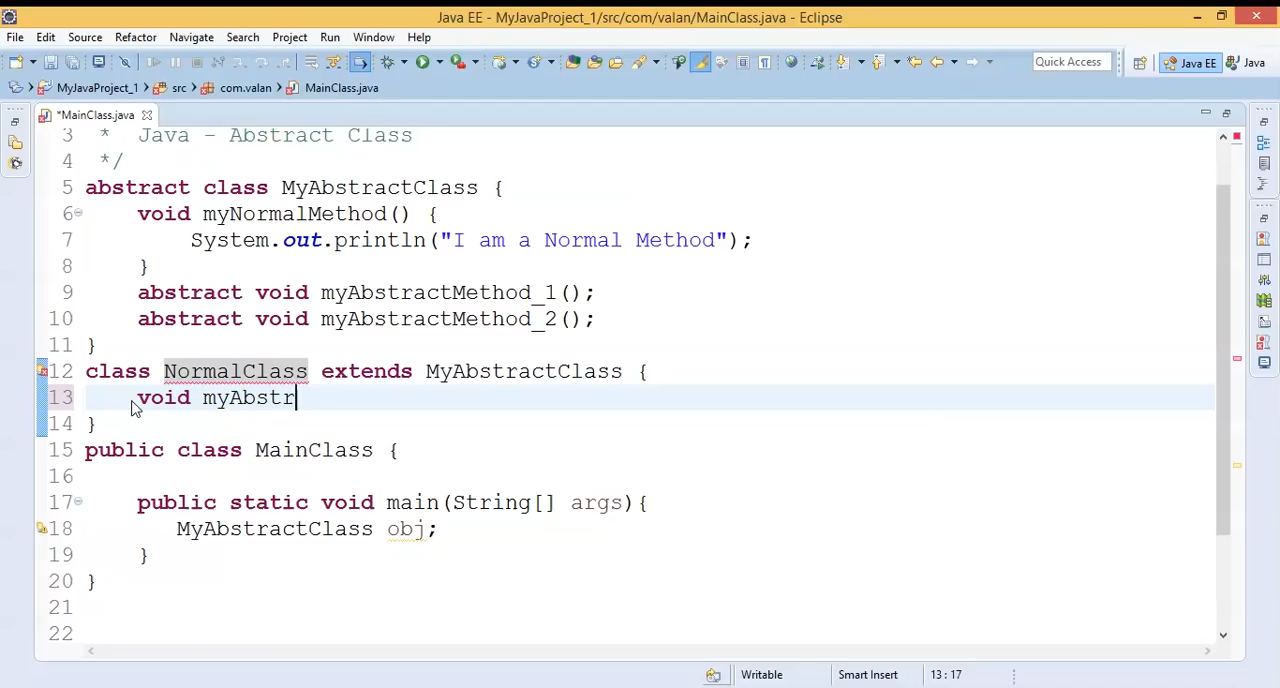 Java EE - MyJavaProject_1/src/com/valan/MainClass.java - Eclipse
File Edit Source Refactor Navigate Search Project Run Window Help
Quick Access Java EE Java
MyJavaProject_1 src com.valan MainClass.java
*MainClass.java
3 * Java - Abstract Class
4 */
5 abstract class MyAbstractClass {
6 void myNormalMethod() {
7 System.out.println("I am a Normal Method");
8 }
9 abstract void myAbstractMethod_1();
10 abstract void myAbstractMethod_2();
11 }
12 class NormalClass extends MyAbstractClass {
13 void myAbstr
14 }
15 public class MainClass {
16
17 public static void main(String[] args){
18 MyAbstractClass obj;
19 }
20 }
21
22
Writable Smart Insert 13 : 17